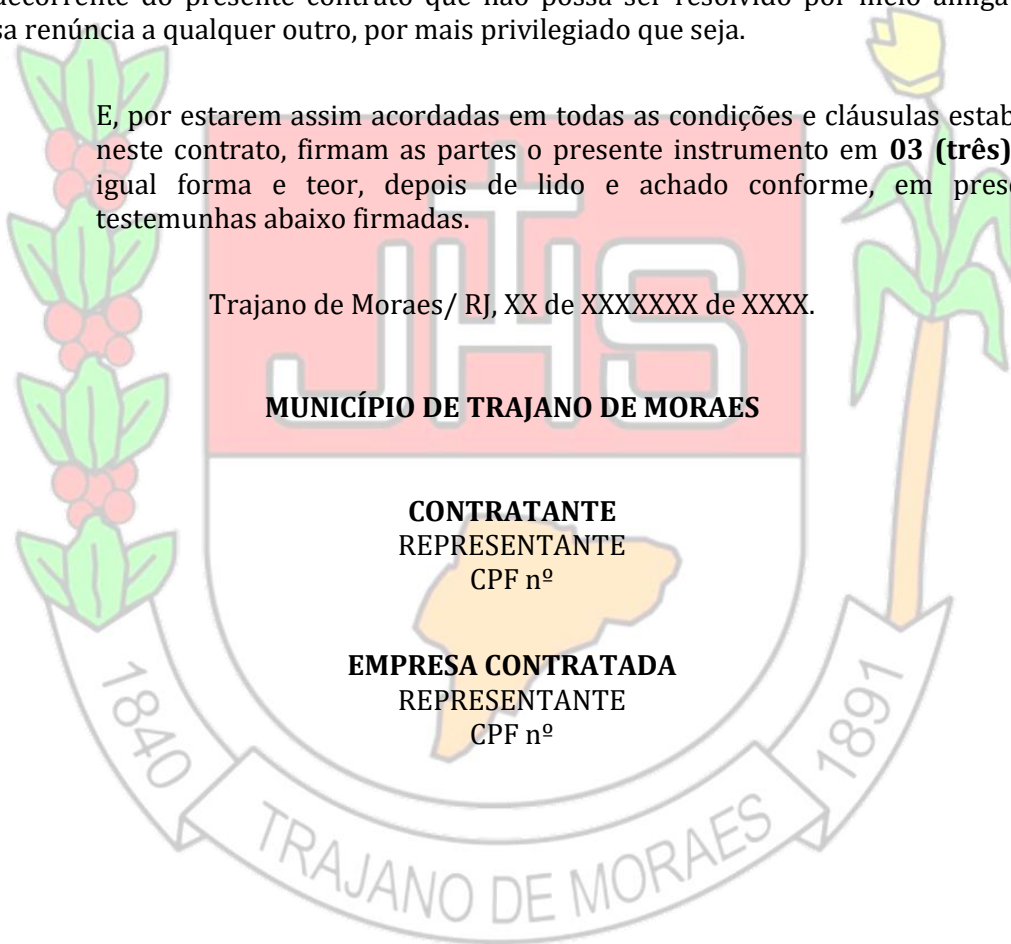 decorrente do presente contrato que não possa ser resolvido por meio
sa renúncia a qualquer outro, por mais privilegiado que seja.
E, por estarem assim acordadas em todas as condições e cláusulas estab
neste contrato, firmam as partes o presente instrumento em 03 (três)
igual forma e teor, depois de lido e achado conforme, em pres
testemunhas abaixo firmadas.
Trajano de Moraes/ RJ, XX de XXXXXXX de XXXX.
JHS
MUNICÍPIO DE TRAJANO DE MORAES
CONTRATANTE
REPRESENTANTE
CPF nº
EMPRESA CONTRATADA
REPRESENTANTE
CPF nº
1840
TRAJANO DE MORAES
1891